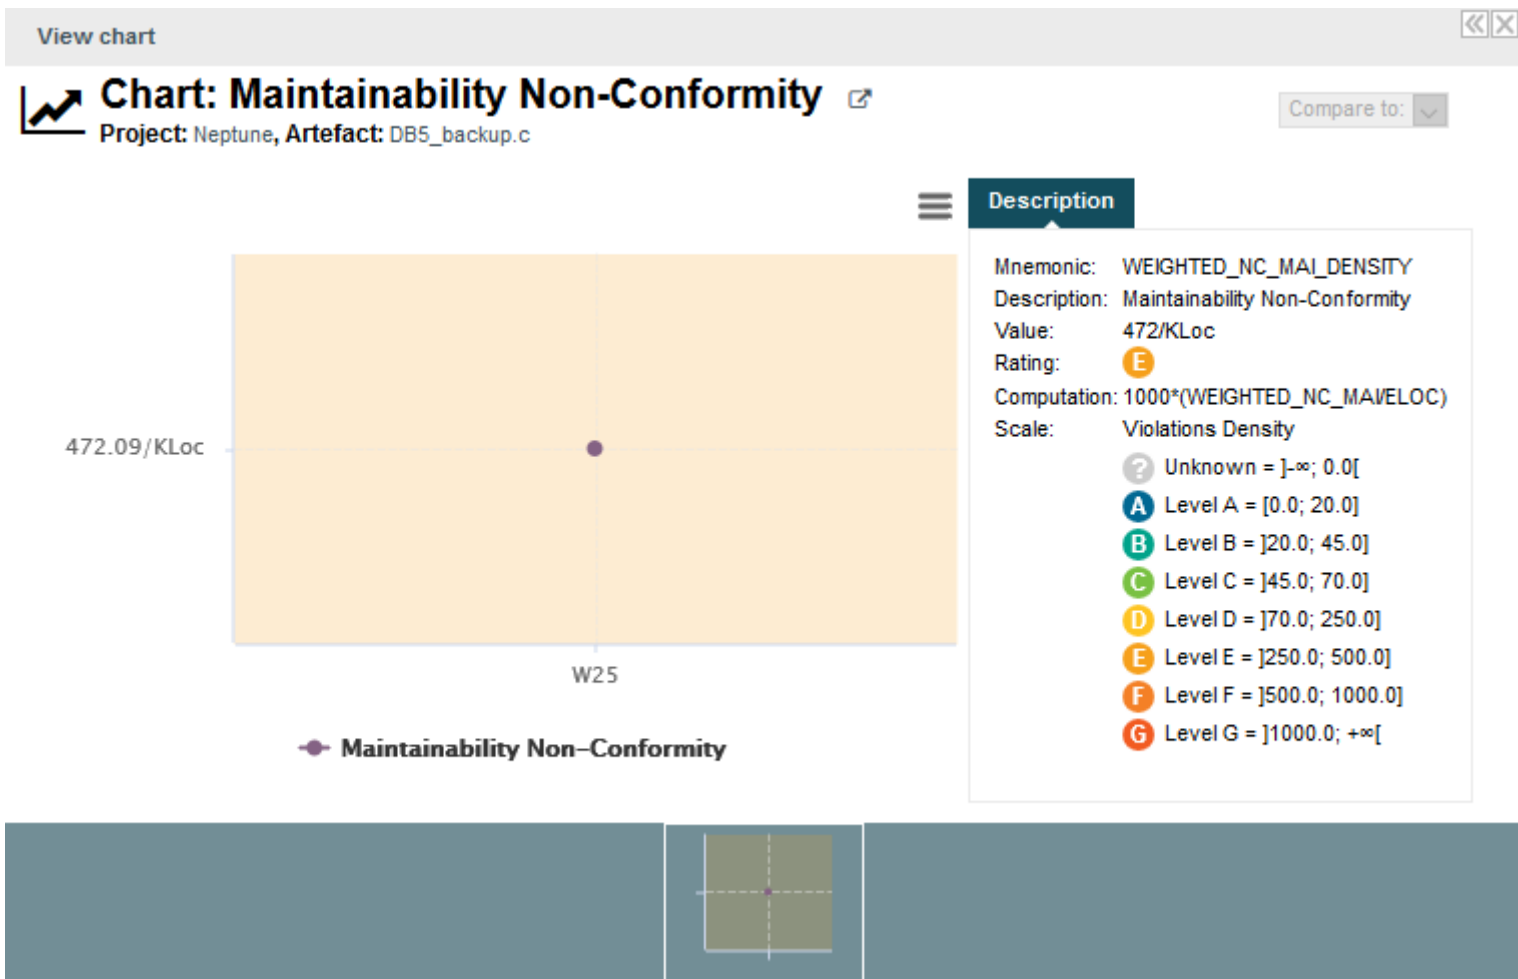 View chart
Chart: Maintainability Non-Conformity
Project: Neptune, Artefact: DB5_backup.c
Compare to:
Description
Mnemonic: WEIGHTED_NC_MAI_DENSITY
Description: Maintainability Non-Conformity
Value: 472/KLoc
Rating: E
Computation: 1000*(WEIGHTED_NC_MAI/ELOC)
Scale: Violations Density
? Unknown = ]-∞; 0.0[
A Level A = [0.0; 20.0]
B Level B = ]20.0; 45.0]
C Level C = ]45.0; 70.0]
D Level D = ]70.0; 250.0]
E Level E = ]250.0; 500.0]
F Level F = ]500.0; 1000.0]
G Level G = ]1000.0; +∞[
472.09/KLoc
W25
Maintainability Non-Conformity